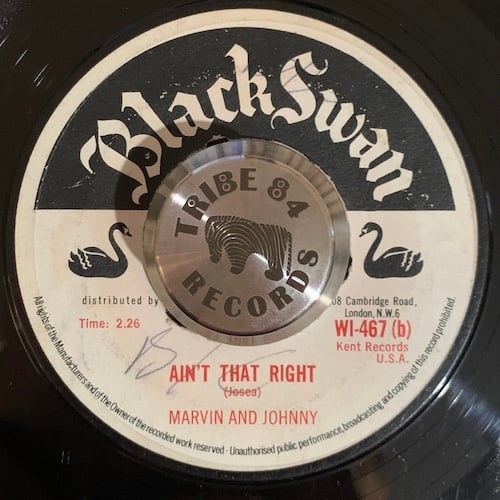 Black Swan
TRIBE 84
RECORDS
distributed by
08 Cambridge Road,
London, N.W.6
Time: 2.26
WI-467 (b)
Kent Records
U.S.A.
AIN'T THAT RIGHT
(Josea)
MARVIN AND JOHNNY
All rights of the Manufacturers and of the Owner of the recorded work reserved · Unauthorised public performance, broadcasting and copying of this record prohibited.